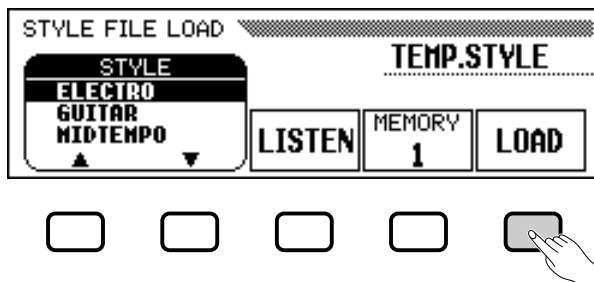 STYLE FILE LOAD
TEMP.STYLE
STYLE
ELECTRO
GUITAR
MIDTEMPO
▲ ▼
LISTEN
MEMORY
1
LOAD